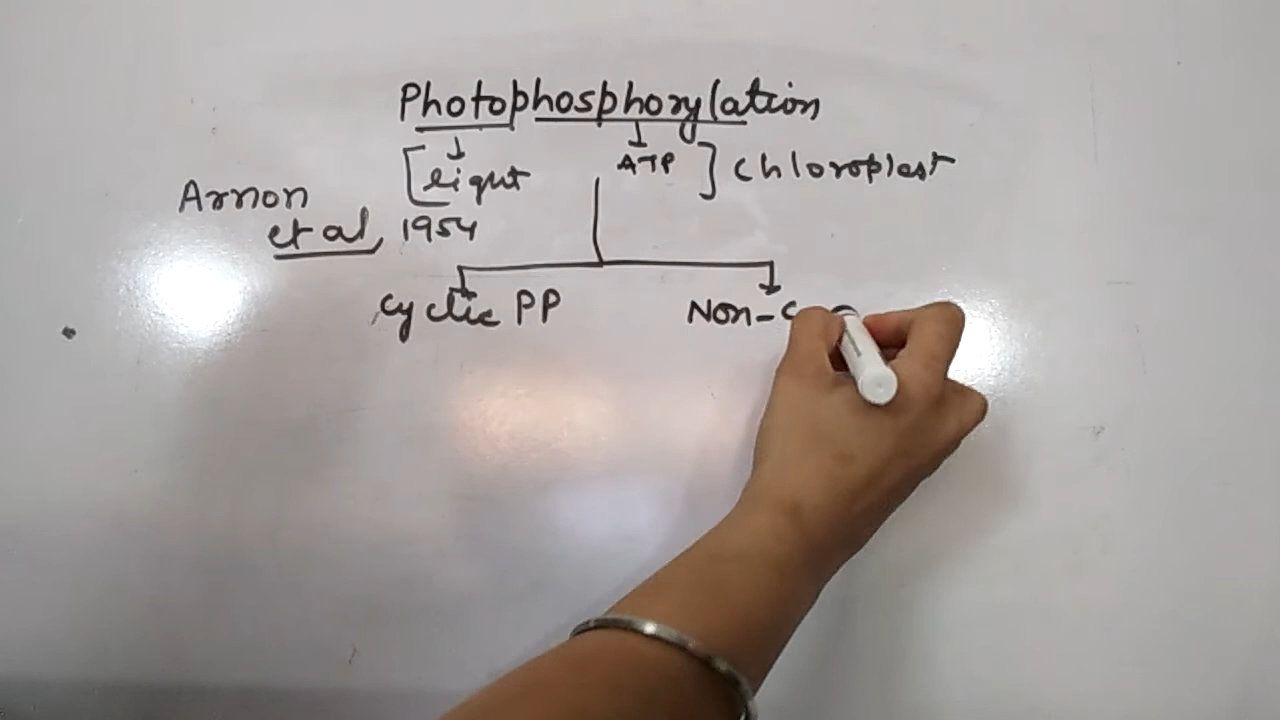 Photophosphorylation
[light ATP ] Chloroplast
Arnon
et al, 1954
Cyclic PP Non-